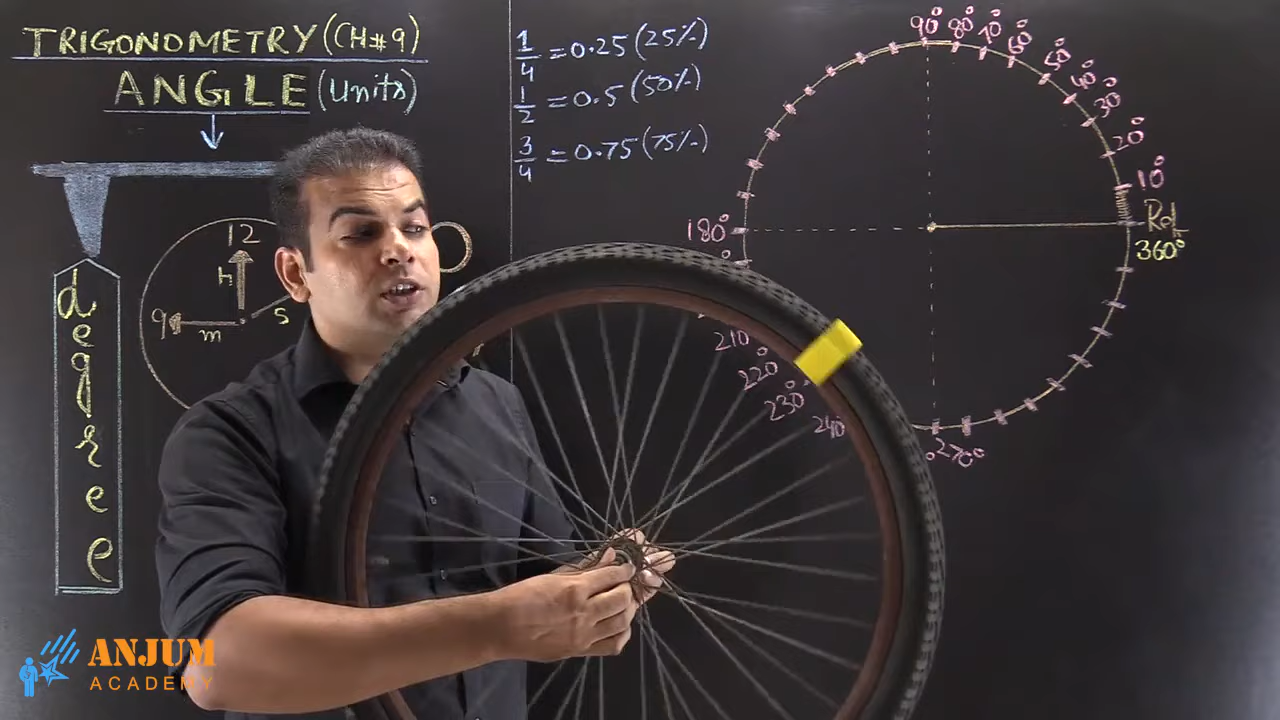 TRIGONOMETRY (CH#9)
ANGLE (Units)
degree
12
h
9
m
s
1/4 = 0.25 (25%)
1/2 = 0.5 (50%)
3/4 = 0.75 (75%)
90° 80° 70° 60° 50° 40° 30° 20° 10°
Ref
360°
180°
210°
220°
230°
240°
270°
ANJUM
ACADEMY